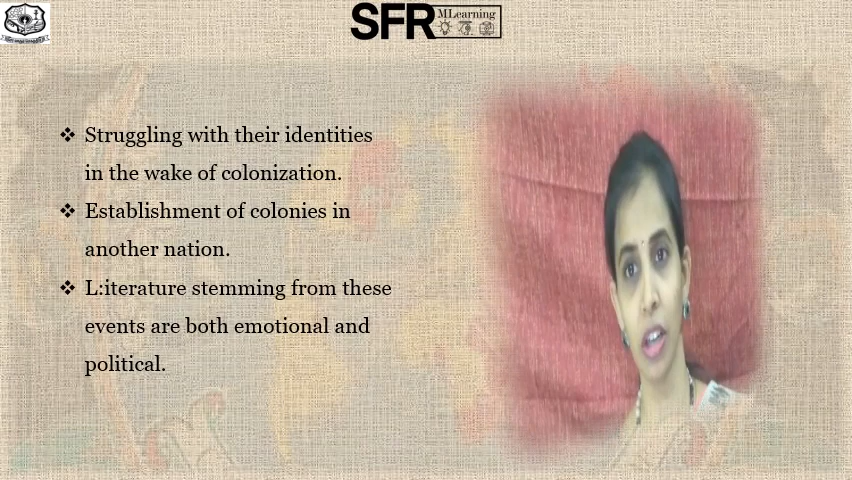 SFR MLearning
❖ Struggling with their identities
in the wake of colonization.
❖ Establishment of colonies in
another nation.
❖ L:iterature stemming from these
events are both emotional and
political.